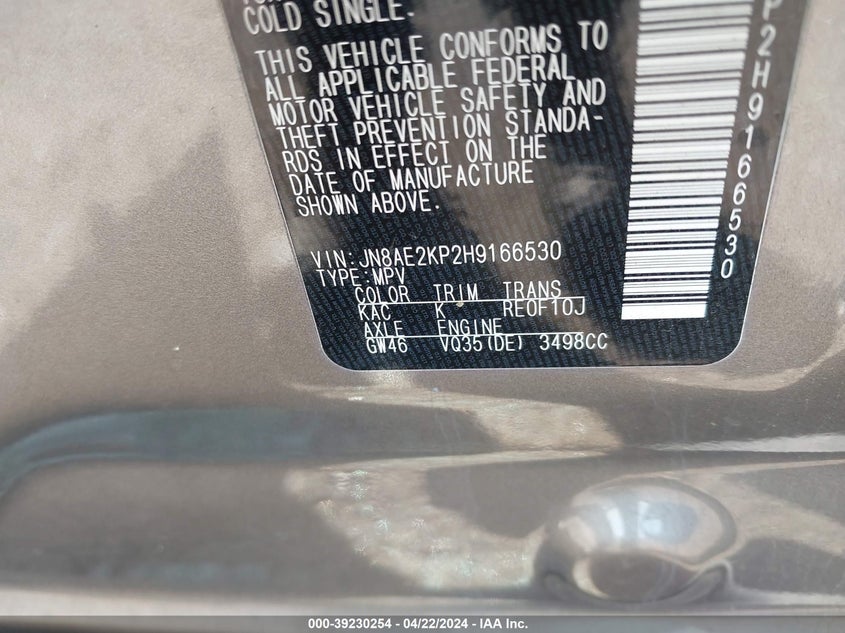 COLD SINGLE.
THIS VEHICLE CONFORMS TO
ALL APPLICABLE FEDERAL
MOTOR VEHICLE SAFETY AND
THEFT PREVENTION STANDA-
RDS IN EFFECT ON THE
DATE OF MANUFACTURE
SHOWN ABOVE.
VIN:JN8AE2KP2H9166530
TYPE:MPV
COLOR TRIM TRANS
KAC K RE0F10J
AXLE ENGINE
GW46 VQ35(DE) 3498CC
P2H9166530
000-39230254 - 04/22/2024 - IAA Inc.